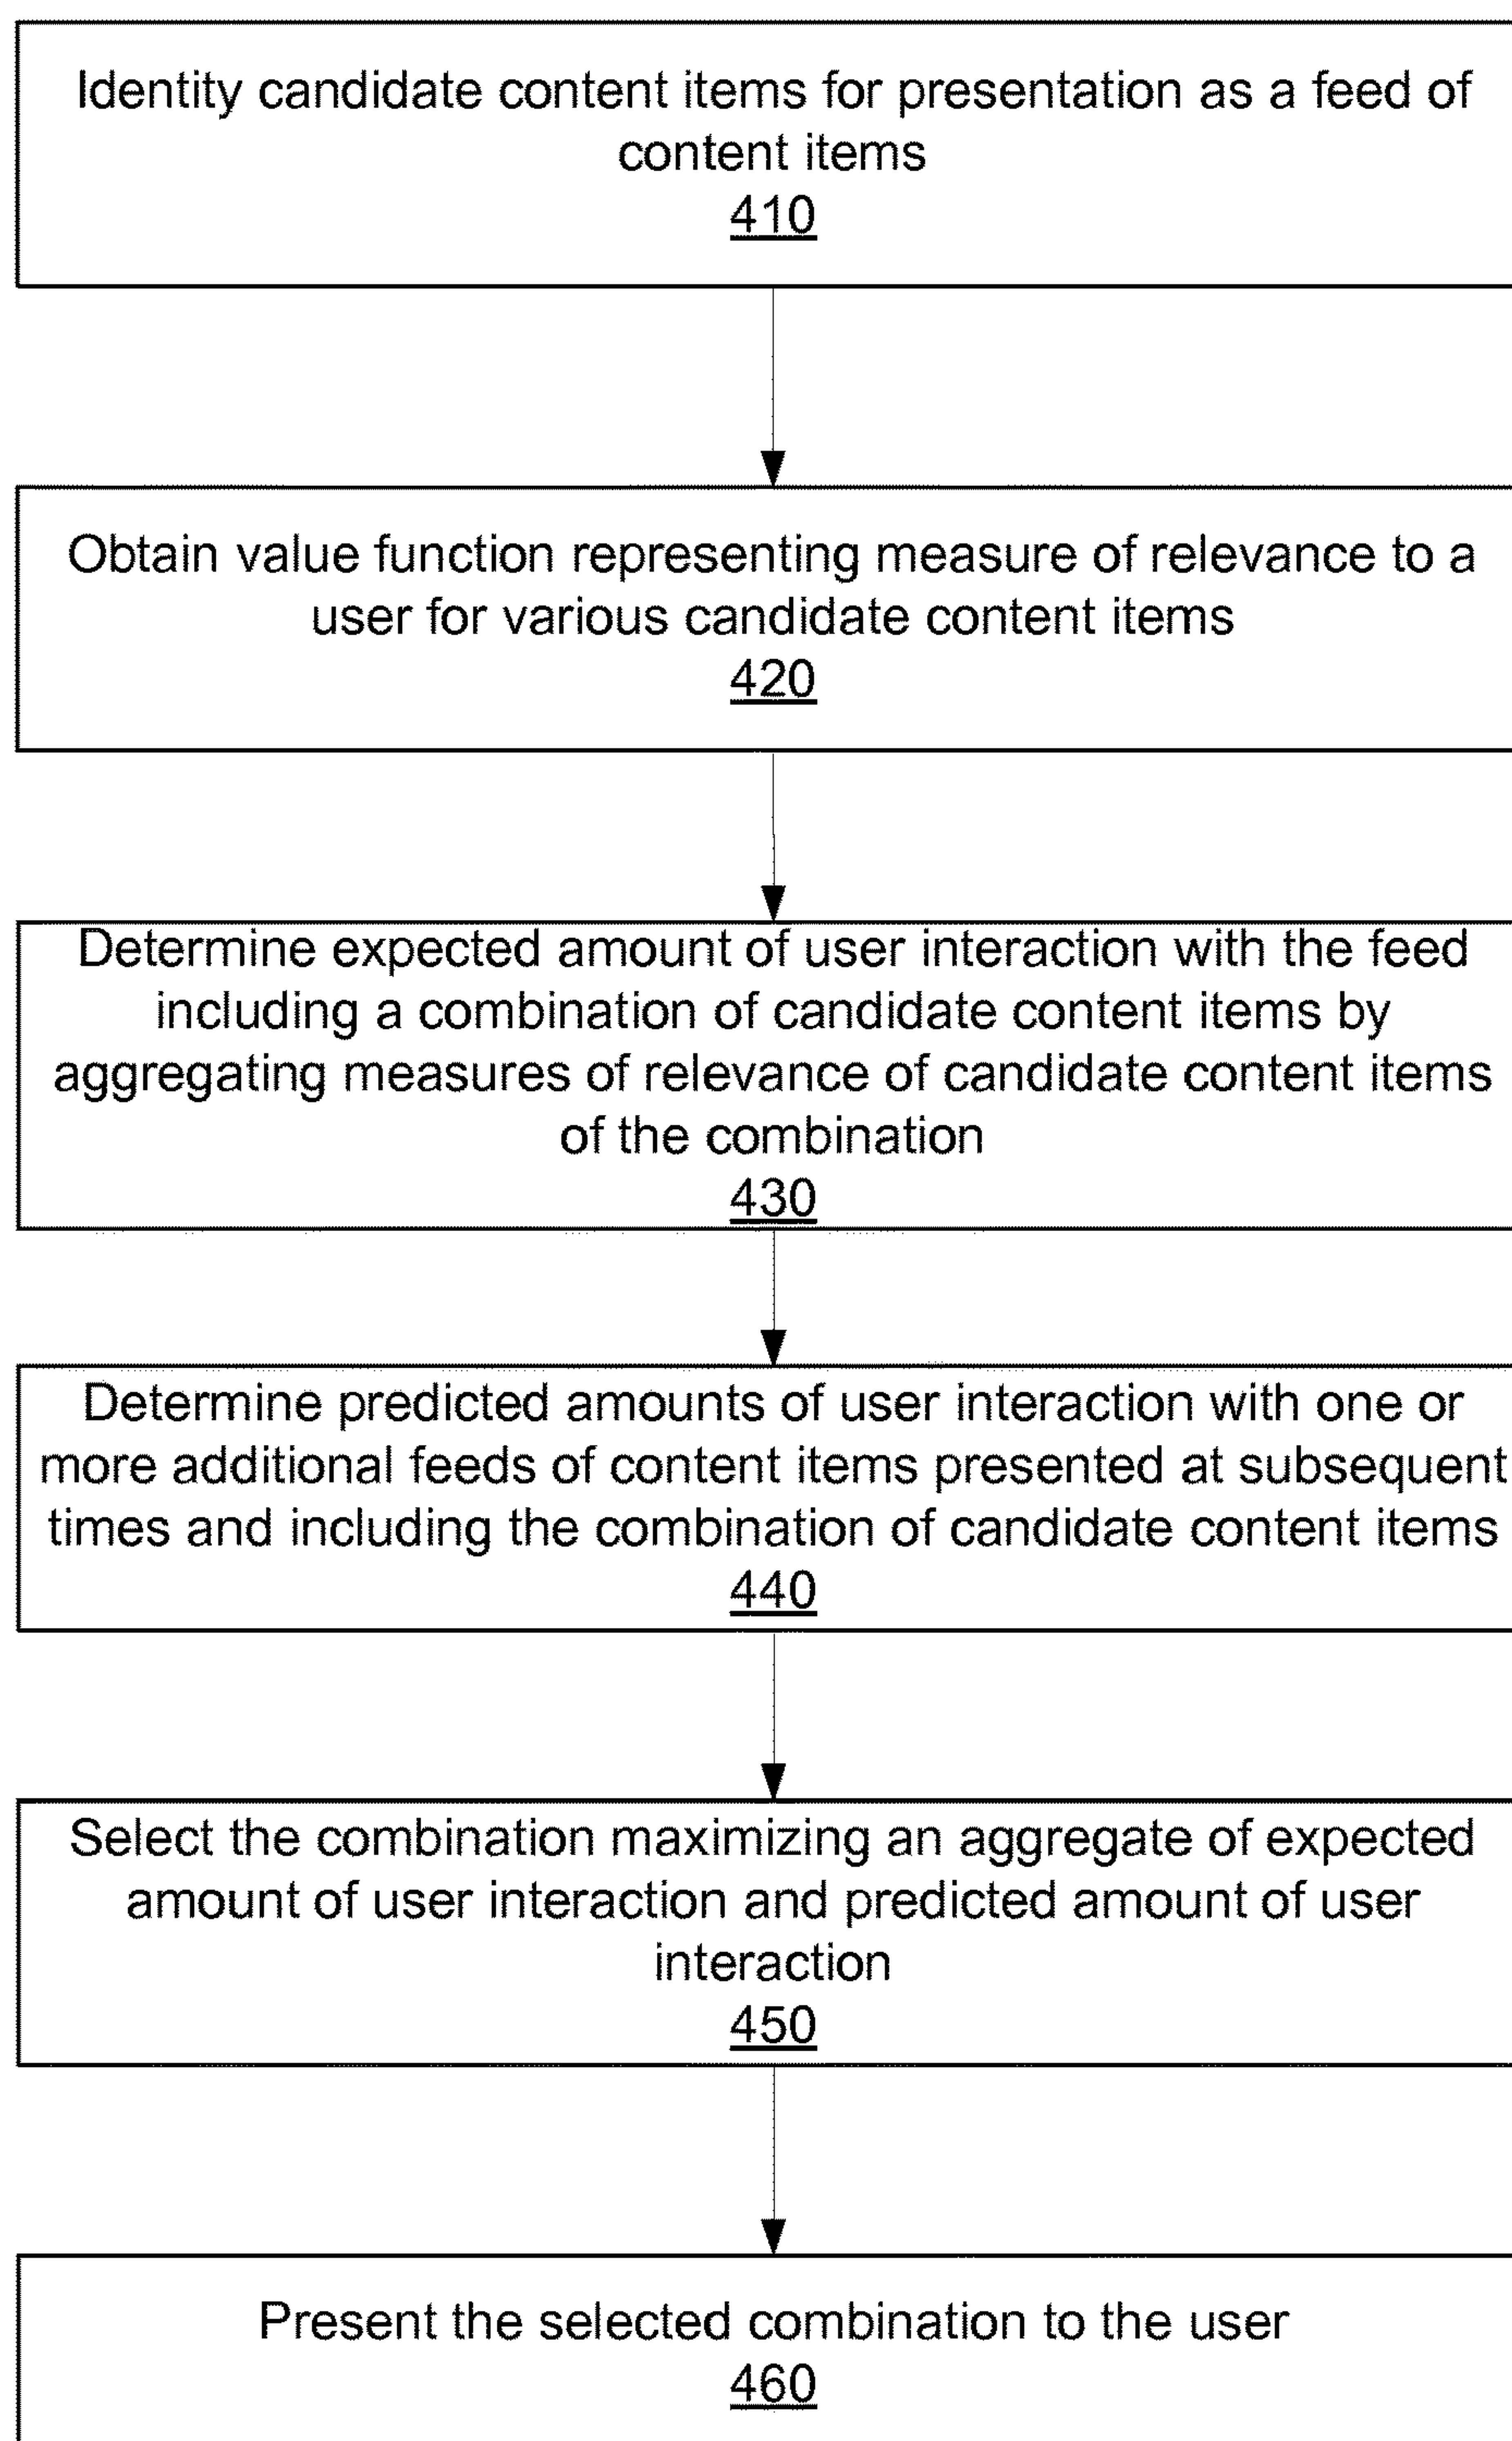 Identity candidate content items for presentation as a feed of
content items
410
Obtain value function representing measure of relevance to a
user for various candidate content items
420
Determine expected amount of user interaction with the feed
including a combination of candidate content items by
aggregating measures of relevance of candidate content items
of the combination
430
Determine predicted amounts of user interaction with one or
more additional feeds of content items presented at subsequent
times and including the combination of candidate content items
440
Select the combination maximizing an aggregate of expected
amount of user interaction and predicted amount of user
interaction
450
Present the selected combination to the user
460